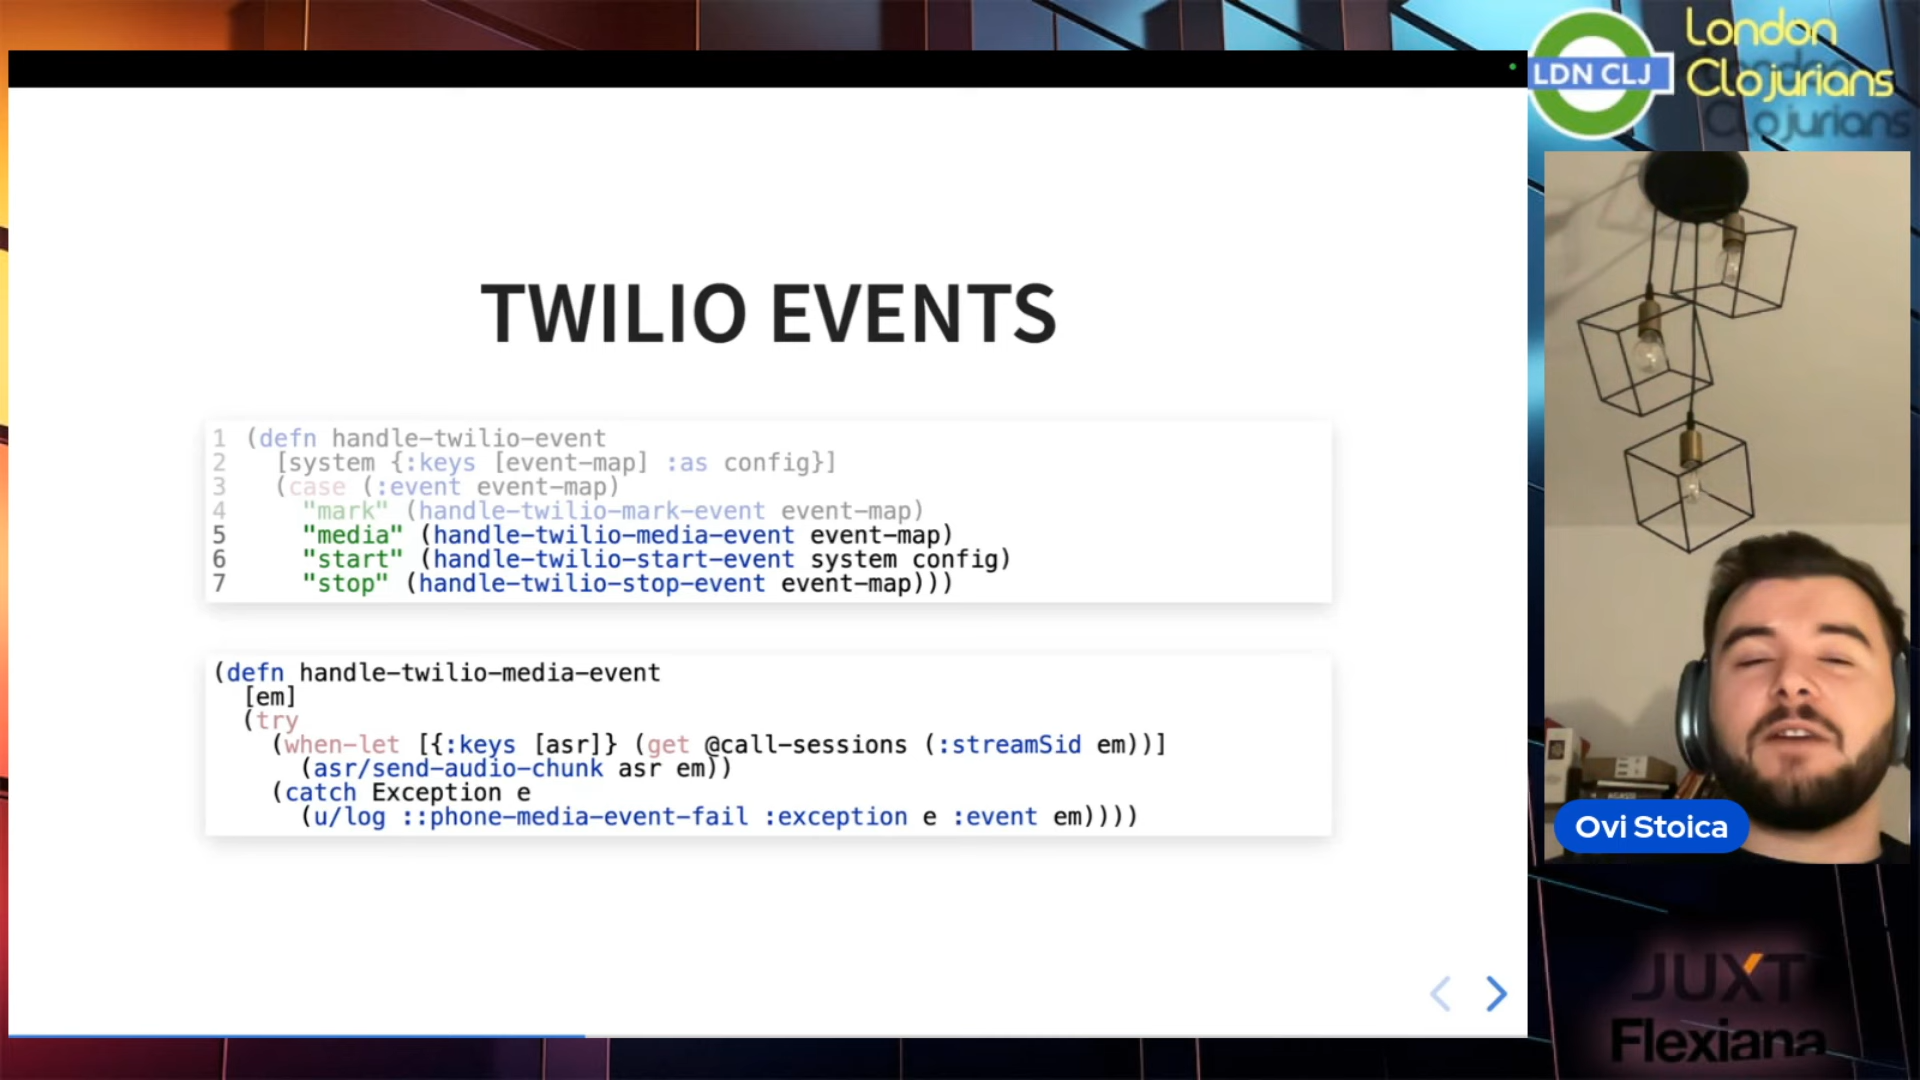 London
Clojurians
Clojurians
LDN CLJ
TWILIO EVENTS
1 (defn handle-twilio-event
2   [system {:keys [event-map] :as config}]
3   (case (:event event-map)
4     "mark" (handle-twilio-mark-event event-map)
5     "media" (handle-twilio-media-event event-map)
6     "start" (handle-twilio-start-event system config)
7     "stop" (handle-twilio-stop-event event-map)))
(defn handle-twilio-media-event
  [em]
  (try
    (when-let [{:keys [asr]} (get @call-sessions (:streamSid em))]
      (asr/send-audio-chunk asr em))
    (catch Exception e
      (u/log ::phone-media-event-fail :exception e :event em))))
Ovi Stoica
JUXT
Flexiana